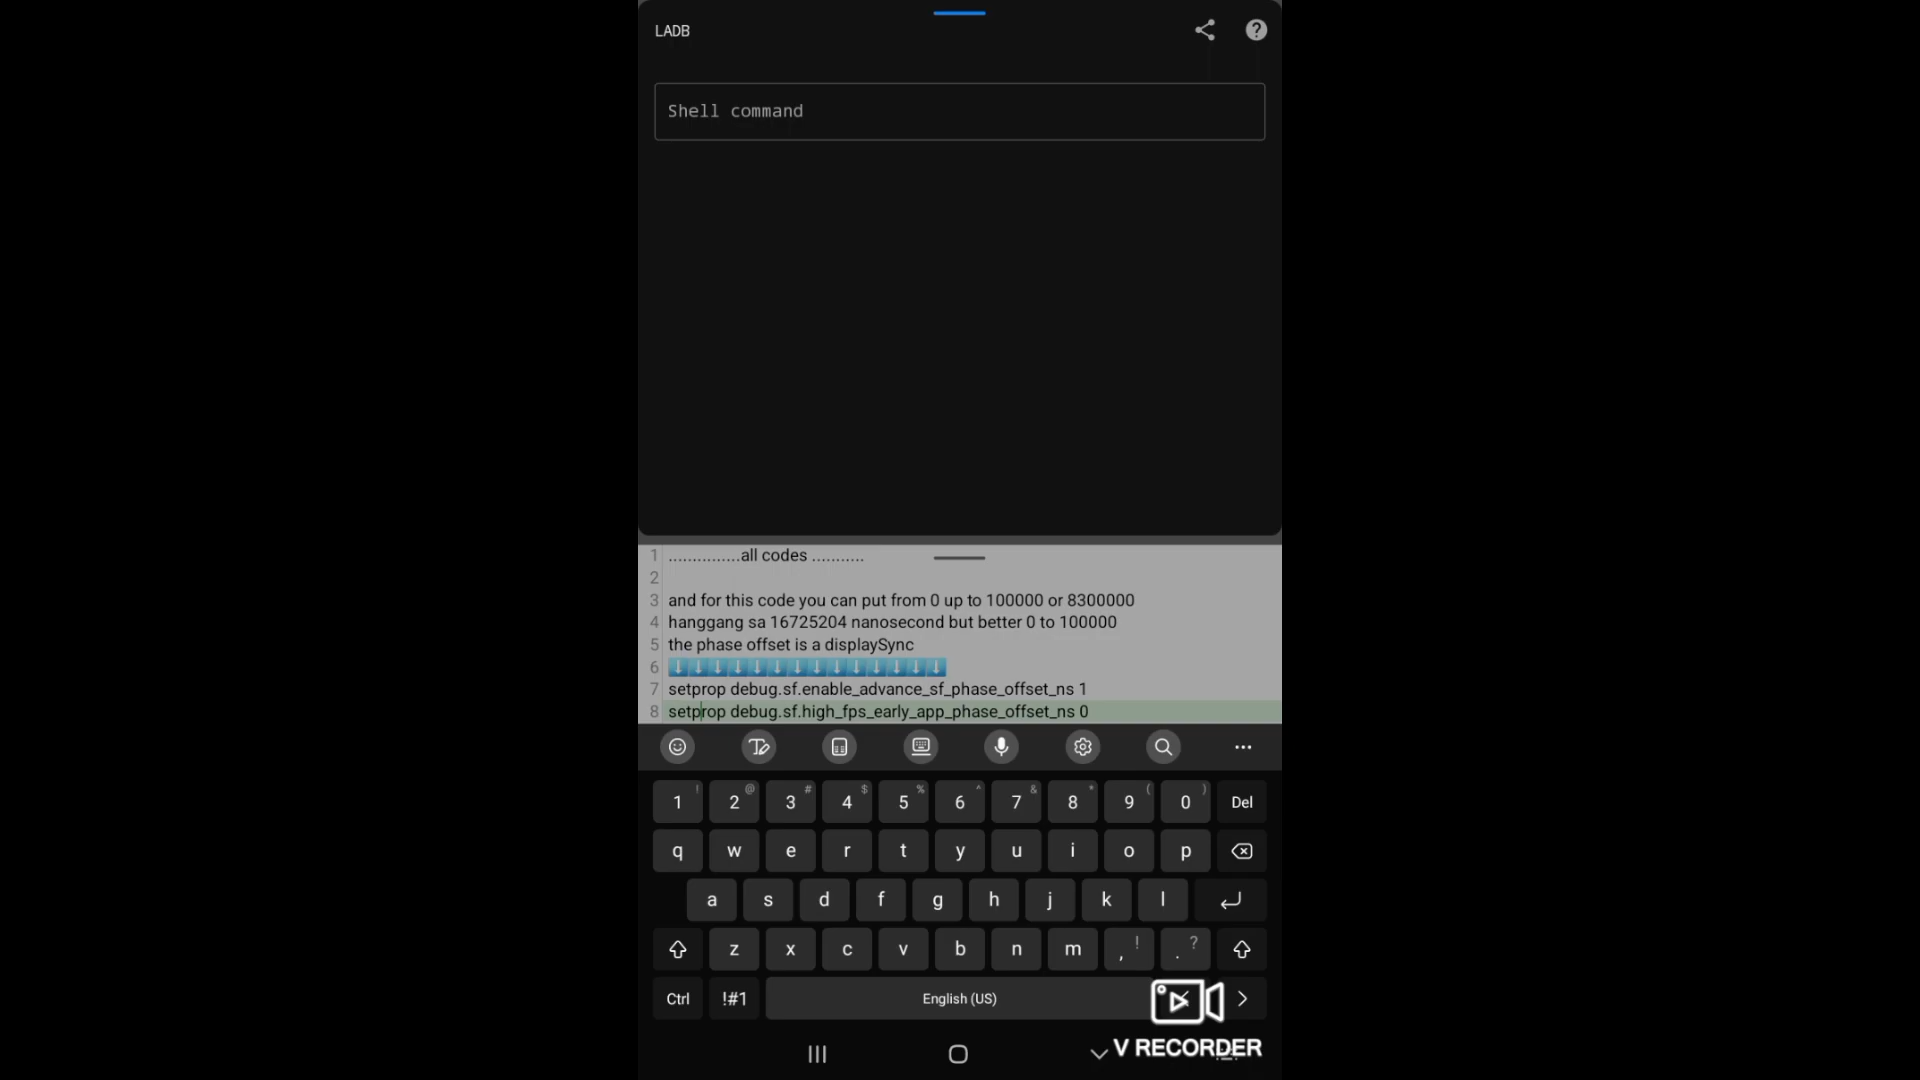 LADB
Shell command
1 ...............all codes ...........
2
3 and for this code you can put from 0 up to 100000 or 8300000
4 hanggang sa 16725204 nanosecond but better 0 to 100000
5 the phase offset is a displaySync
6 ↓↓↓↓↓↓↓↓↓↓↓↓↓↓
7 setprop debug.sf.enable_advance_sf_phase_offset_ns 1
8 setprop debug.sf.high_fps_early_app_phase_offset_ns 0
! @ # $ % ^ & * ( )
1 2 3 4 5 6 7 8 9 0 Del
q w e r t y u i o p
a s d f g h j k l
z x c v b n m , ! . ?
Ctrl !#1 English (US)
V RECORDER